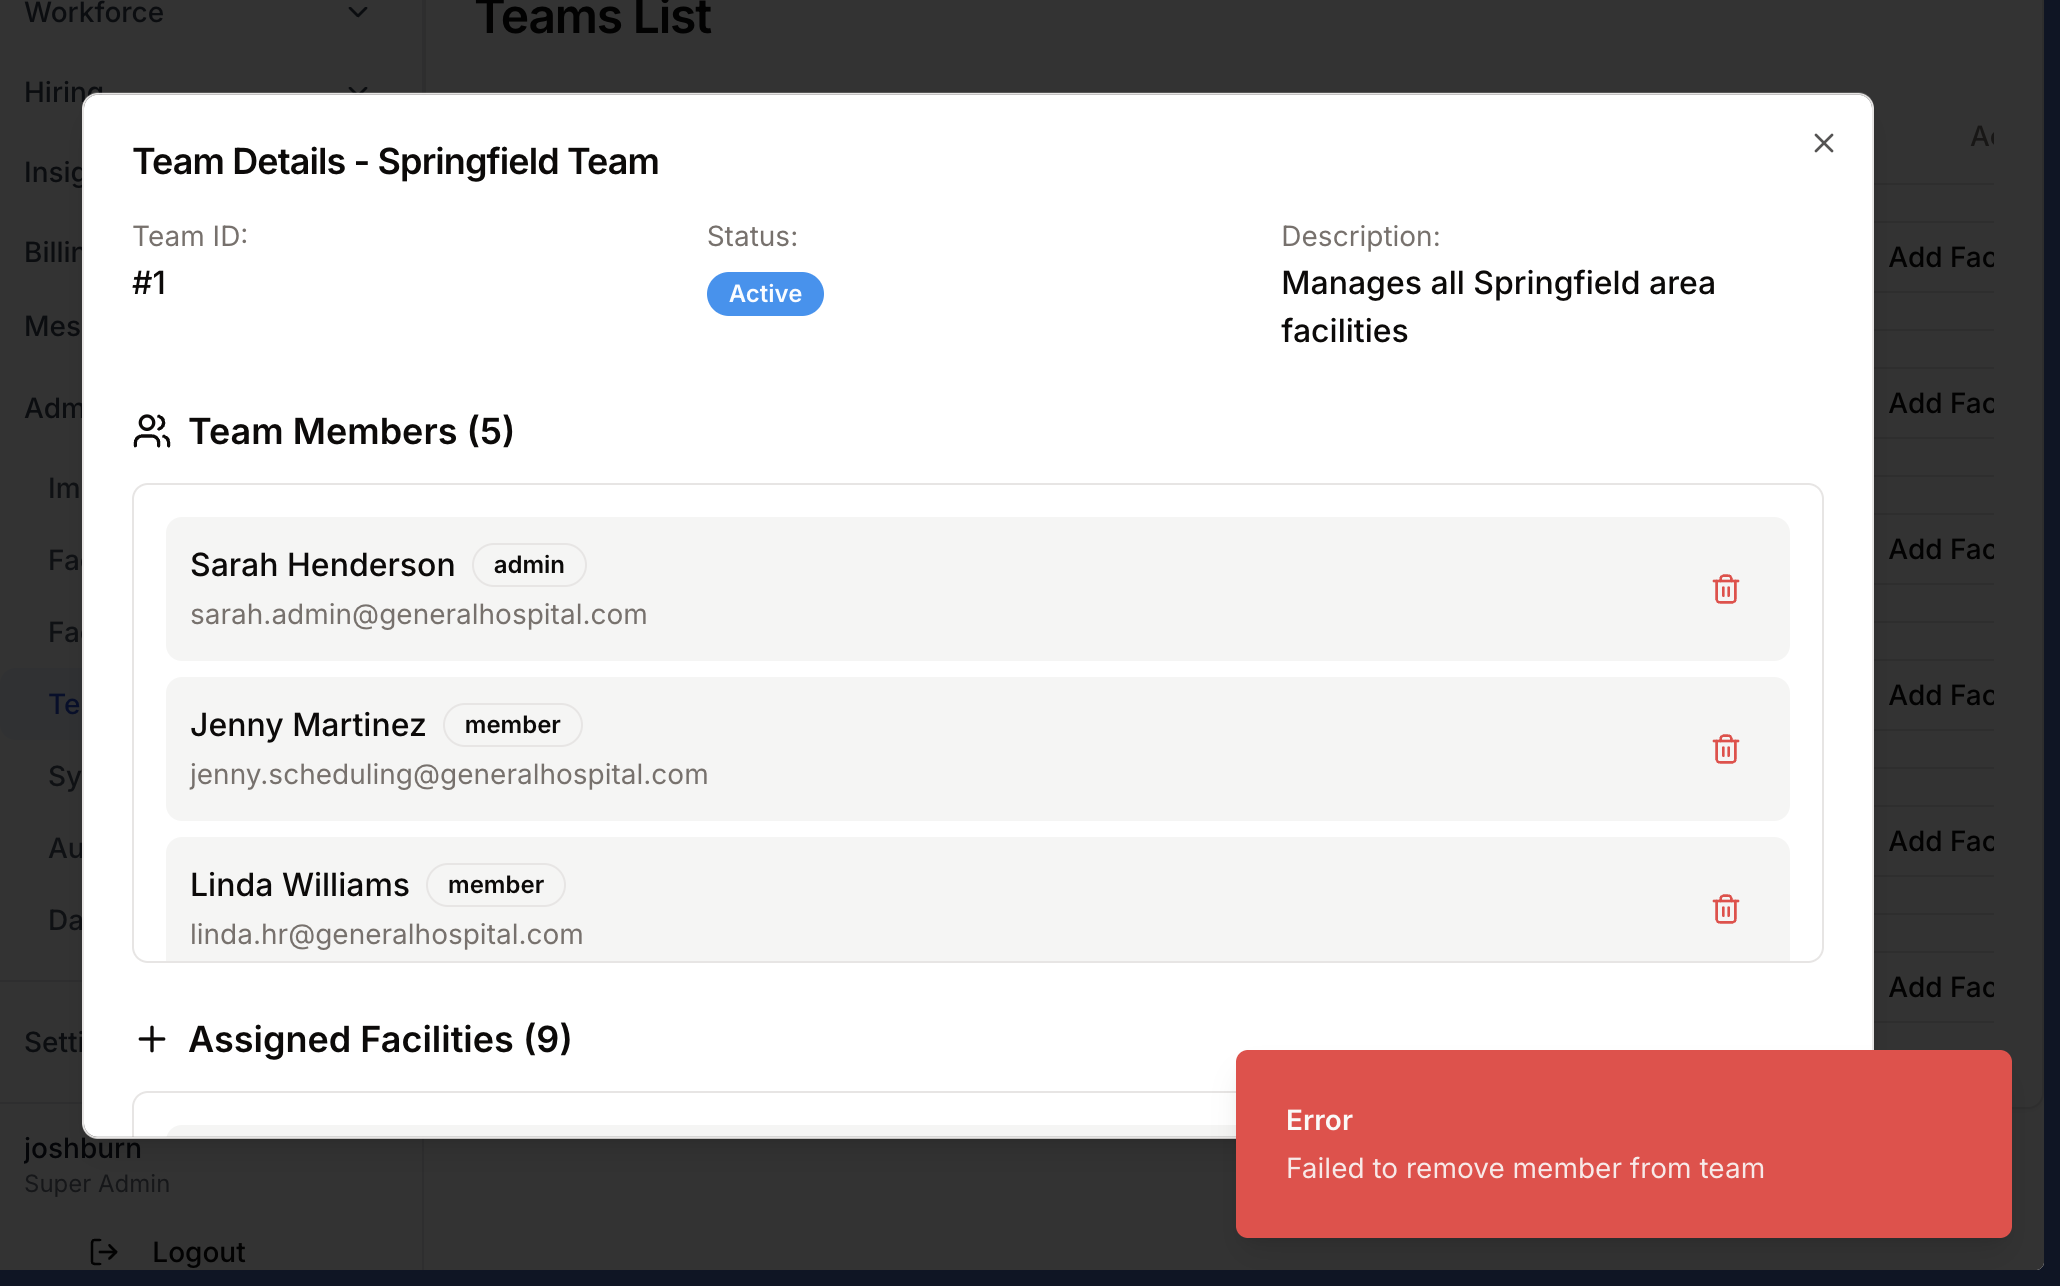 Workforce
Teams List
Hiring
Insig
Billin
Mes
Adm
Im
Fa
Fa
Te
Sy
Au
Da
Setti
joshburn
Super Admin
Logout
Team Details - Springfield Team
Team ID:
#1
Status:
Active
Description:
Manages all Springfield area
facilities
Team Members (5)
Sarah Henderson
admin
sarah.admin@generalhospital.com
Jenny Martinez
member
jenny.scheduling@generalhospital.com
Linda Williams
member
linda.hr@generalhospital.com
Assigned Facilities (9)
Add Fac
Add Fac
Add Fac
Add Fac
Add Fac
Add Fac
Error
Failed to remove member from team